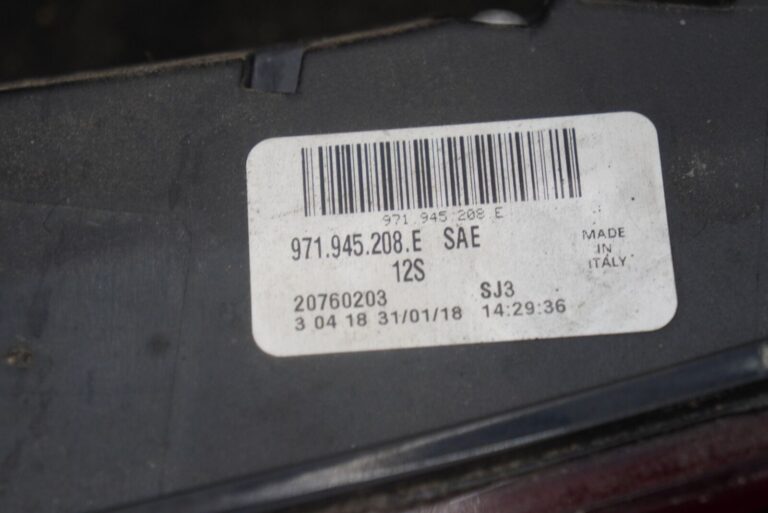 971.945.208.E
971.945.208.E SAE
12S
MADE
IN
ITALY
20760203 SJ3
3 04 18 31/01/18 14:29:36